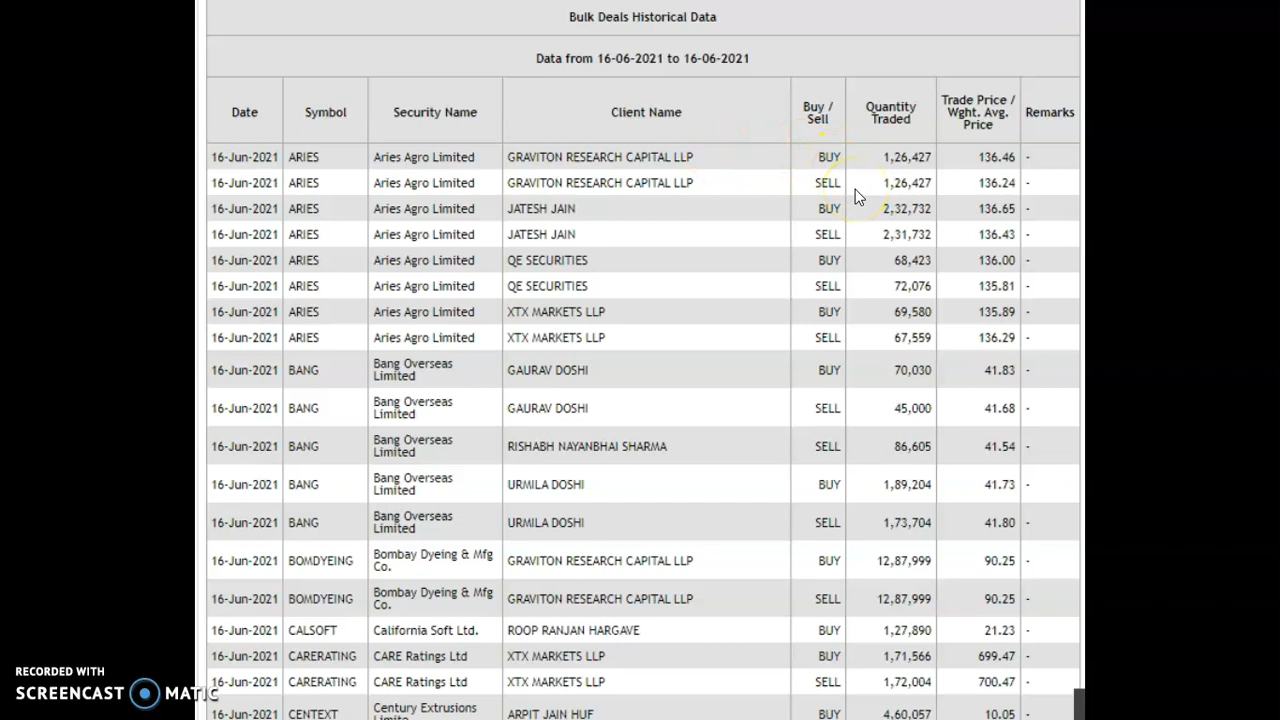 Bulk Deals Historical Data
Data from 16-06-2021 to 16-06-2021
Date Symbol Security Name Client Name Buy / Sell Quantity Traded Trade Price / Wght. Avg. Price Remarks
16-Jun-2021 ARIES Aries Agro Limited GRAVITON RESEARCH CAPITAL LLP BUY 1,26,427 136.46 -
16-Jun-2021 ARIES Aries Agro Limited GRAVITON RESEARCH CAPITAL LLP SELL 1,26,427 136.24 -
16-Jun-2021 ARIES Aries Agro Limited JATESH JAIN BUY 2,32,732 136.65 -
16-Jun-2021 ARIES Aries Agro Limited JATESH JAIN SELL 2,31,732 136.43 -
16-Jun-2021 ARIES Aries Agro Limited QE SECURITIES BUY 68,423 136.00 -
16-Jun-2021 ARIES Aries Agro Limited QE SECURITIES SELL 72,076 135.81 -
16-Jun-2021 ARIES Aries Agro Limited XTX MARKETS LLP BUY 69,580 135.89 -
16-Jun-2021 ARIES Aries Agro Limited XTX MARKETS LLP SELL 67,559 136.29 -
16-Jun-2021 BANG Bang Overseas Limited GAURAV DOSHI BUY 70,030 41.83 -
16-Jun-2021 BANG Bang Overseas Limited GAURAV DOSHI SELL 45,000 41.68 -
16-Jun-2021 BANG Bang Overseas Limited RISHABH NAYANBHAI SHARMA SELL 86,605 41.54 -
16-Jun-2021 BANG Bang Overseas Limited URMILA DOSHI BUY 1,89,204 41.73 -
16-Jun-2021 BANG Bang Overseas Limited URMILA DOSHI SELL 1,73,704 41.80 -
16-Jun-2021 BOMDYEING Bombay Dyeing & Mfg Co. GRAVITON RESEARCH CAPITAL LLP BUY 12,87,999 90.25 -
16-Jun-2021 BOMDYEING Bombay Dyeing & Mfg Co. GRAVITON RESEARCH CAPITAL LLP SELL 12,87,999 90.25 -
16-Jun-2021 CALSOFT California Soft Ltd. ROOP RANJAN HARGAVE BUY 1,27,890 21.23 -
16-Jun-2021 CARERATING CARE Ratings Ltd XTX MARKETS LLP BUY 1,71,566 699.47 -
16-Jun-2021 CARERATING CARE Ratings Ltd XTX MARKETS LLP SELL 1,72,004 700.47 -
16-Jun-2021 CENTEXT Century Extrusions Limite ARPIT JAIN HUF BUY 4,60,057 10.05 -
RECORDED WITH
SCREENCAST MATIC